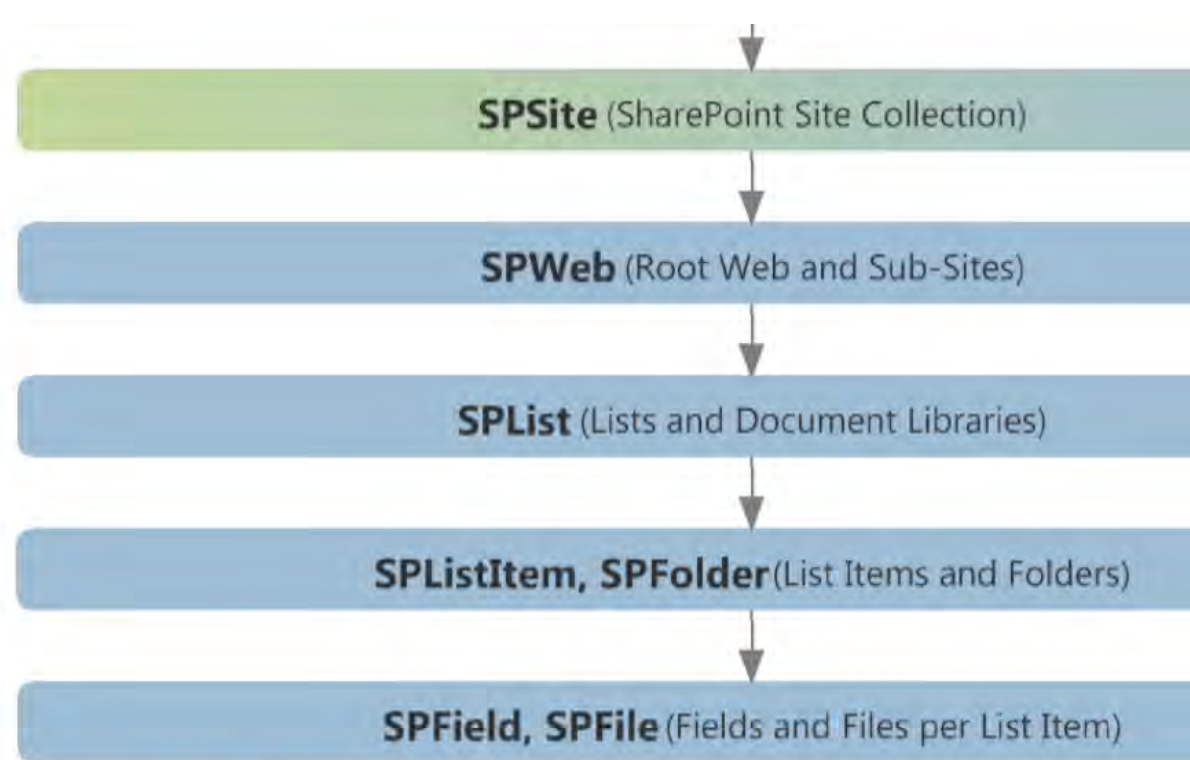 SPSite (SharePoint Site Collection)
SPWeb (Root Web and Sub-Sites)
SPList (Lists and Document Libraries)
SPListItem, SPFolder(List Items and Folders)
SPField, SPFile (Fields and Files per List Item)